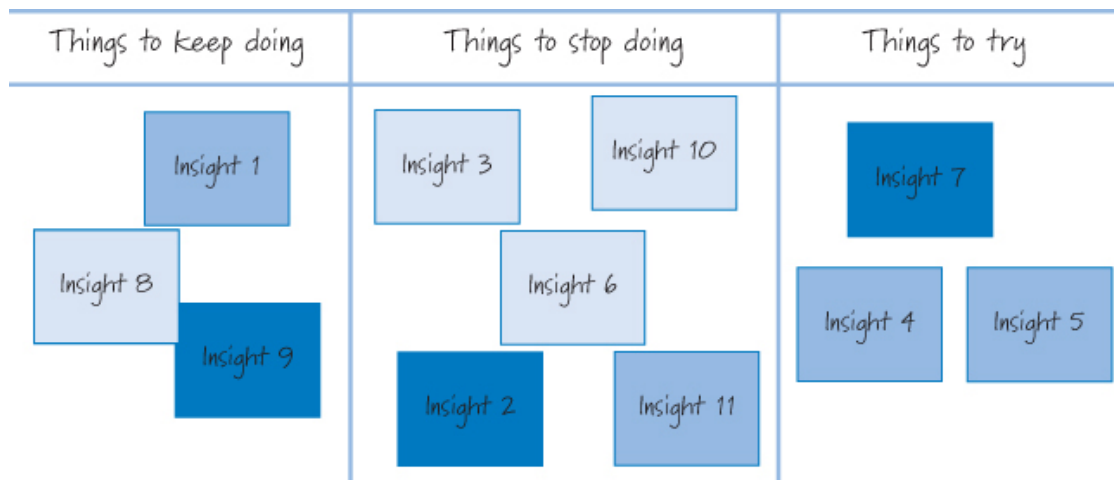 Things to keep doing
Things to stop doing
Things to try
Insight 1
Insight 8
Insight 9
Insight 3
Insight 10
Insight 6
Insight 2
Insight 11
Insight 7
Insight 4
Insight 5